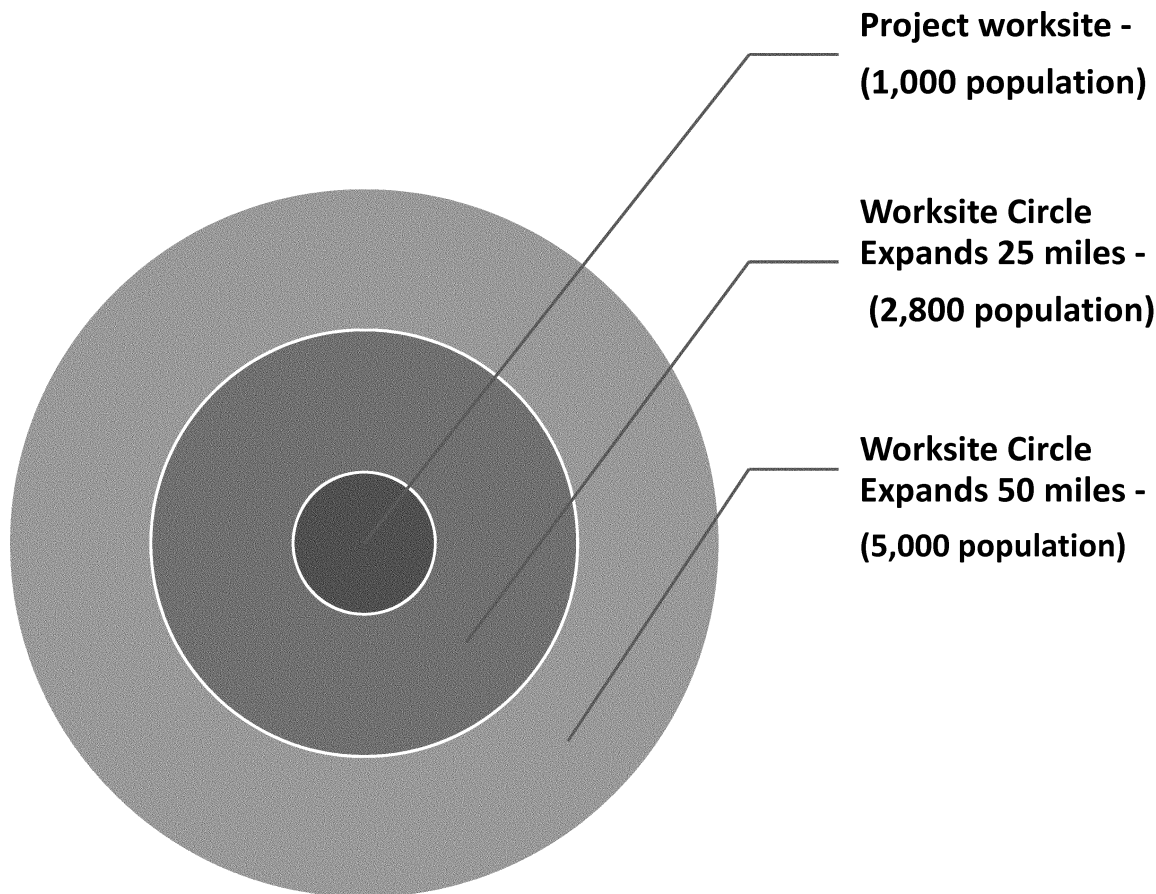 Project worksite -
(1,000 population)
Worksite Circle
Expands 25 miles -
(2,800 population)
Worksite Circle
Expands 50 miles -
(5,000 population)